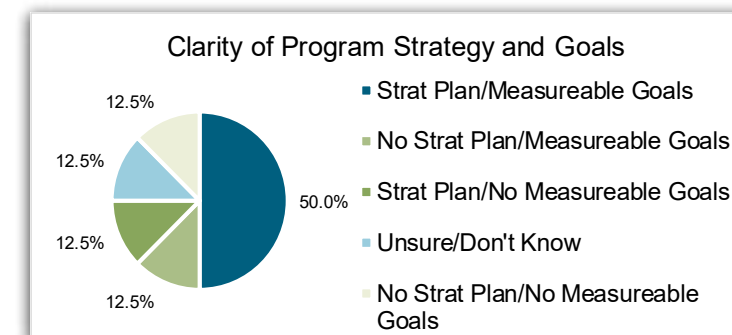 Clarity of Program Strategy and Goals
12.5%
12.5%
12.5%
12.5%
50.0%
Strat Plan/Measureable Goals
No Strat Plan/Measureable Goals
Strat Plan/No Measureable Goals
Unsure/Don't Know
No Strat Plan/No Measureable
Goals